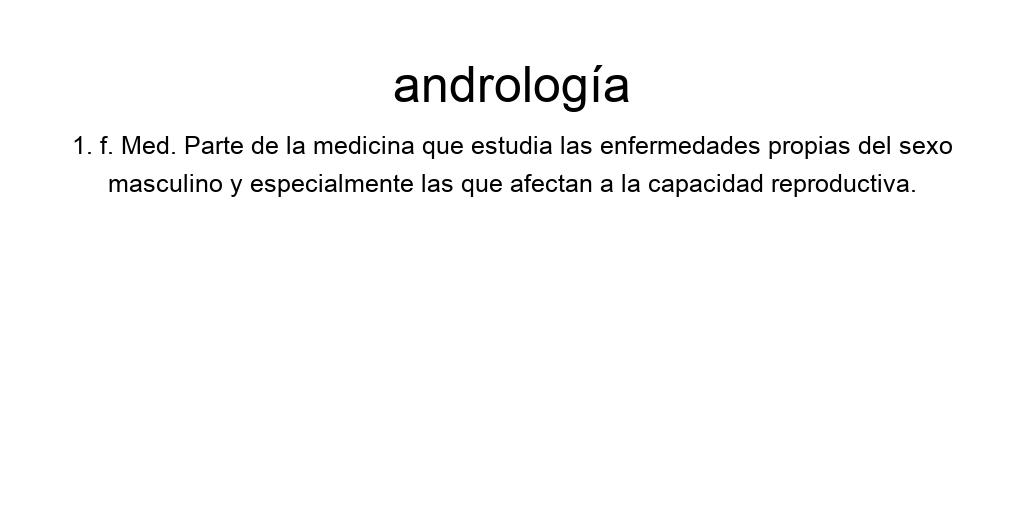 andrología
1. f. Med. Parte de la medicina que estudia las enfermedades propias del sexo
masculino y especialmente las que afectan a la capacidad reproductiva.